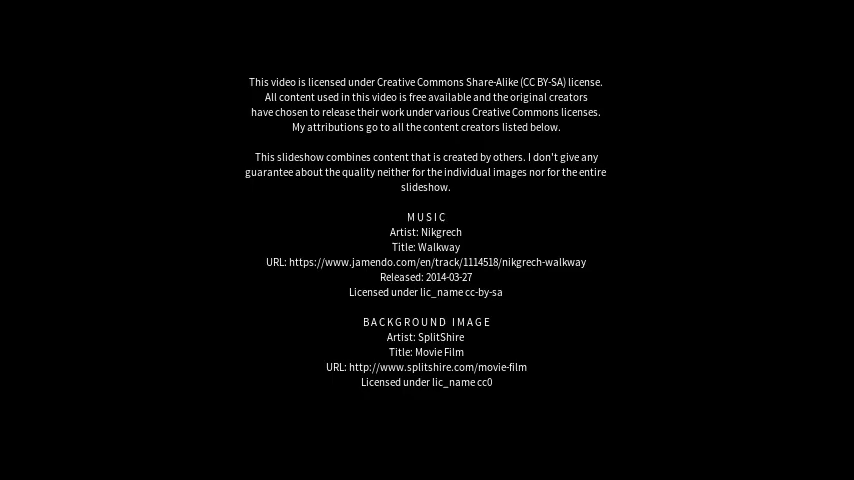 This video is licensed under Creative Commons Share-Alike (CC BY-SA) license.
All content used in this video is free available and the original creators
have chosen to release their work under various Creative Commons licenses.
My attributions go to all the content creators listed below.
This slideshow combines content that is created by others. I don't give any
guarantee about the quality neither for the individual images nor for the entire
slideshow.
MUSIC
Artist: Nikgrech
Title: Walkway
URL: https://www.jamendo.com/en/track/1114518/nikgrech-walkway
Released: 2014-03-27
Licensed under lic_name cc-by-sa
BACKGROUND IMAGE
Artist: SplitShire
Title: Movie Film
URL: http://www.splitshire.com/movie-film
Licensed under lic_name cc0